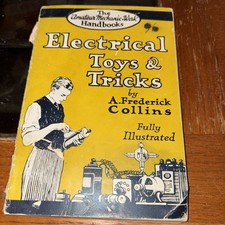 The
Amateur Mechanic & Work
Handbooks
Electrical
Toys &
Tricks
by
A. Frederick
Collins
Fully
Illustrated